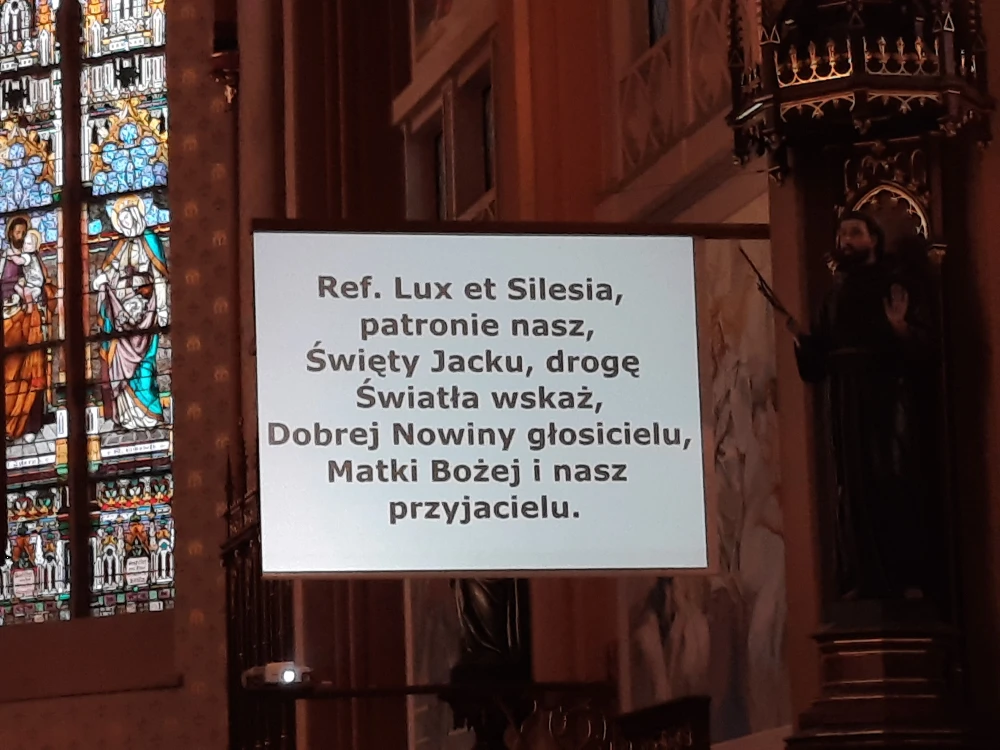 Ref. Lux et Silesia,
patronie nasz,
Święty Jacku, drogę
Światła wskaż,
Dobrej Nowiny głosicielu,
Matki Bożej i nasz
przyjacielu.